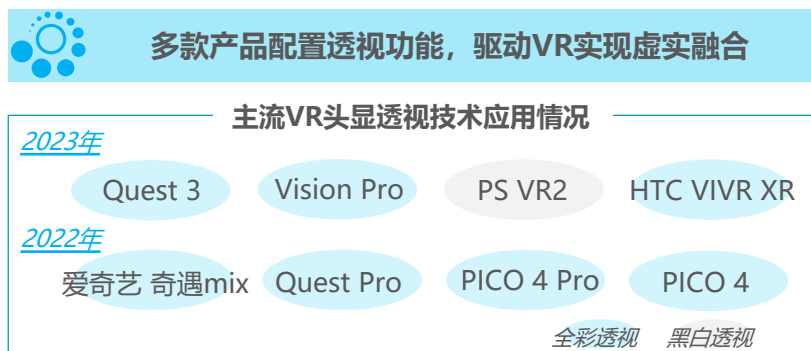 多款产品配置透视功能，驱动VR实现虚实融合
主流VR头显透视技术应用情况
2023年
Quest 3 Vision Pro PS VR2 HTC VIVR XR
2022年
爱奇艺 奇遇mix Quest Pro PICO 4 Pro PICO 4
全彩透视 黑白透视